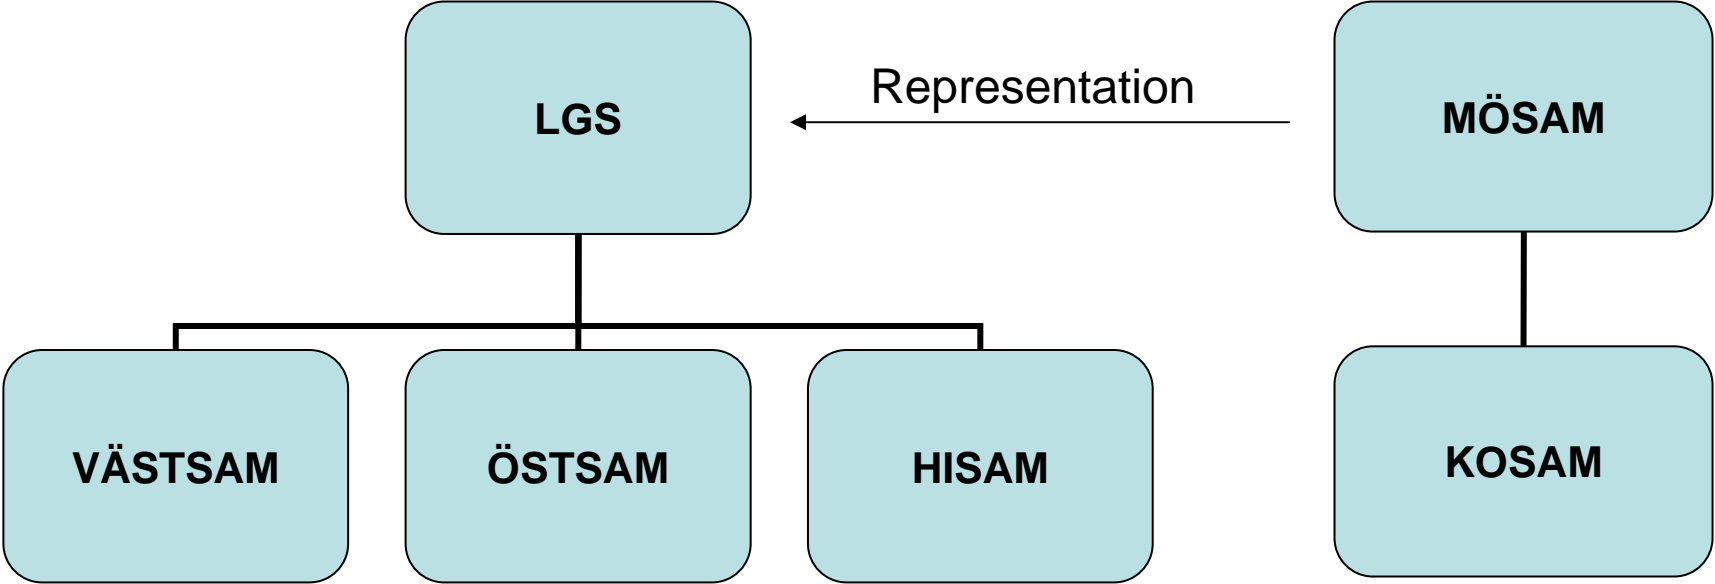 LGS
Representation
MÖSAM
VÄSTSAM
ÖSTSAM
HISAM
KOSAM